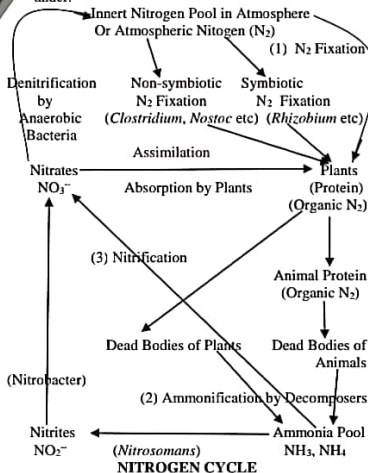 under:
Innert Nitrogen Pool in Atmosphere
Or Atmospheric Nitogen (N₂)
(1) N₂ Fixation
Denitrification
by
Anaerobic
Bacteria
Non-symbiotic
N₂ Fixation
(Clostridium, Nostoc etc)
Symbiotic
N₂ Fixation
(Rhizobium etc)
Assimilation
Nitrates
NO₃⁻
Absorption by Plants
Plants
(Protein)
(Organic N₂)
(3) Nitrification
Animal Protein
(Organic N₂)
Dead Bodies of Plants
Dead Bodies of
Animals
(Nitrobacter)
(2) Ammonification by Decomposers
Nitrites
NO₂⁻
(Nitrosomans)
Ammonia Pool
NH₃, NH₄
NITROGEN CYCLE